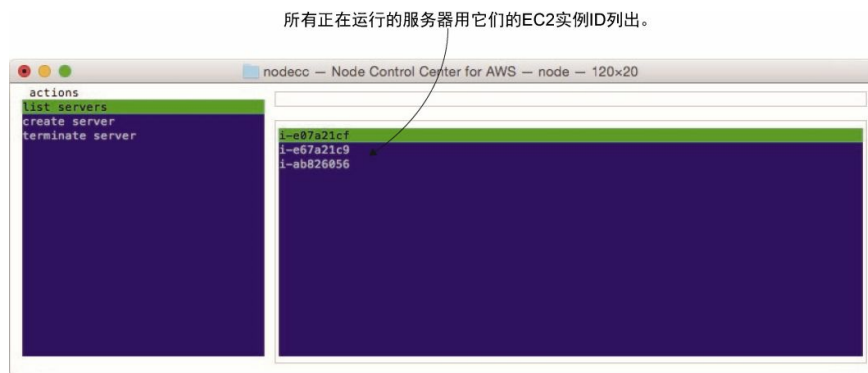 所有正在运行的服务器用它们的EC2实例ID列出。
nodecc — Node Control Center for AWS — node — 120×20
actions
list servers
create server
terminate server
i-e07a21cf
i-e67a21c9
i-ab826056